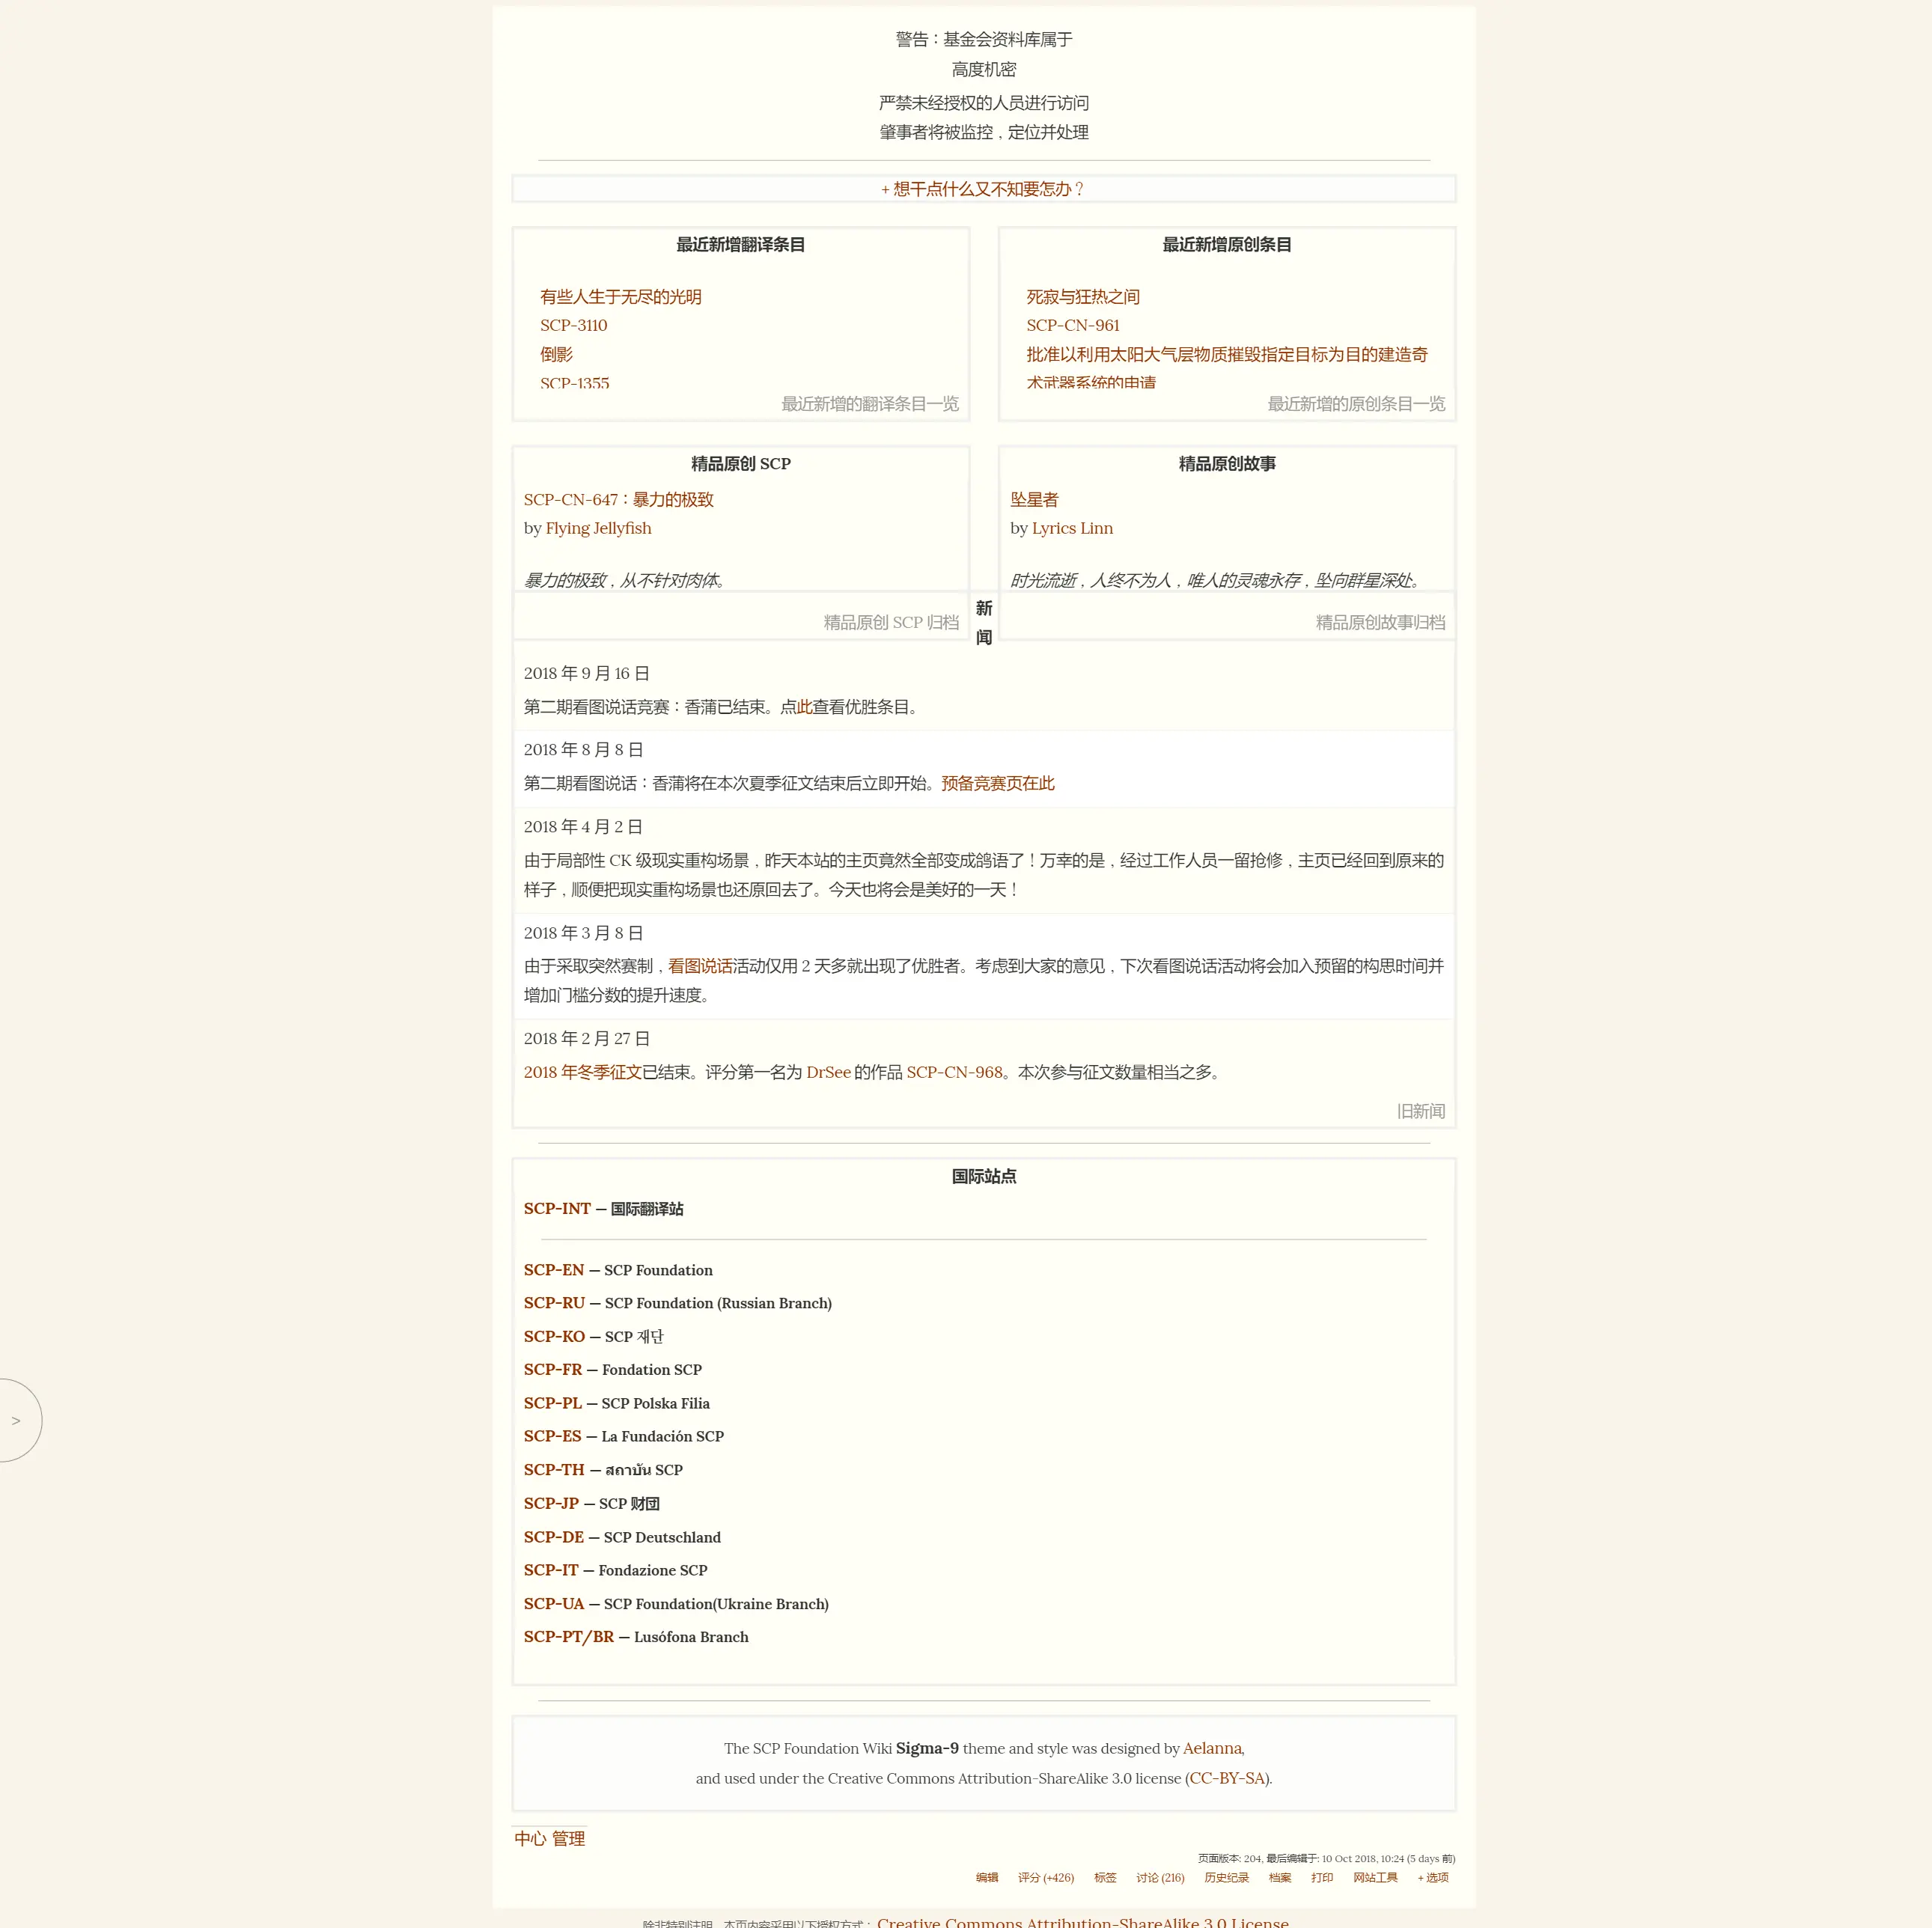 警告：基金会资料库属于
高度机密
严禁未经授权的人员进行访问
肇事者将被监控，定位并处理
+ 想干点什么又不知要怎办？
最近新增翻译条目
有些人生于无尽的光明
SCP-3110
倒影
SCP-1355
最近新增的翻译条目一览
最近新增原创条目
死寂与狂热之间
SCP-CN-961
批准以利用太阳大气层物质摧毁指定目标为目的建造奇
术武器系统的申请
最近新增的原创条目一览
精品原创 SCP
SCP-CN-647：暴力的极致
by Flying Jellyfish
暴力的极致，从不针对肉体。
精品原创 SCP 归档
精品原创故事
坠星者
by Lyrics Linn
时光流逝，人终不为人，唯人的灵魂永存，坠向群星深处。
精品原创故事归档
新
闻
2018 年 9 月 16 日
第二期看图说话竞赛：香蒲已结束。点此查看优胜条目。
2018 年 8 月 8 日
第二期看图说话：香蒲将在本次夏季征文结束后立即开始。预备竞赛页在此
2018 年 4 月 2 日
由于局部性 CK 级现实重构场景，昨天本站的主页竟然全部变成鸽语了！万幸的是，经过工作人员一留抢修，主页已经回到原来的
样子，顺便把现实重构场景也还原回去了。今天也将会是美好的一天！
2018 年 3 月 8 日
由于采取突然赛制，看图说话活动仅用 2 天多就出现了优胜者。考虑到大家的意见，下次看图说话活动将会加入预留的构思时间并
增加门槛分数的提升速度。
2018 年 2 月 27 日
2018 年冬季征文已结束。评分第一名为 DrSee 的作品 SCP-CN-968。本次参与征文数量相当之多。
旧新闻
国际站点
SCP-INT — 国际翻译站
SCP-EN — SCP Foundation
SCP-RU — SCP Foundation (Russian Branch)
SCP-KO — SCP 재단
SCP-FR — Fondation SCP
SCP-PL — SCP Polska Filia
SCP-ES — La Fundación SCP
SCP-TH — สถาบัน SCP
SCP-JP — SCP 财団
SCP-DE — SCP Deutschland
SCP-IT — Fondazione SCP
SCP-UA — SCP Foundation(Ukraine Branch)
SCP-PT/BR — Lusófona Branch
>
The SCP Foundation Wiki Sigma-9 theme and style was designed by Aelanna,
and used under the Creative Commons Attribution-ShareAlike 3.0 license (CC-BY-SA).
中心 管理
页面版本: 204, 最后编辑于: 10 Oct 2018, 10:24 (5 days 前)
编辑 评分 (+426) 标签 讨论 (216) 历史纪录 档案 打印 网站工具 + 选项
除非特别注明，本页内容采用以下授权方式： Creative Commons Attribution-ShareAlike 3.0 License